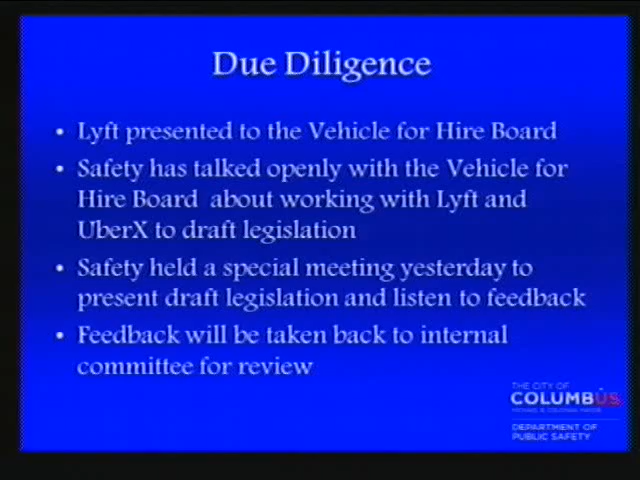 Due Diligence
• Lyft presented to the Vehicle for Hire Board
• Safety has talked openly with the Vehicle for
Hire Board about working with Lyft and
UberX to draft legislation
• Safety held a special meeting yesterday to
present draft legislation and listen to feedback
• Feedback will be taken back to internal
committee for review
THE CITY OF
COLUMBUS
DEPARTMENT OF
PUBLIC SAFETY